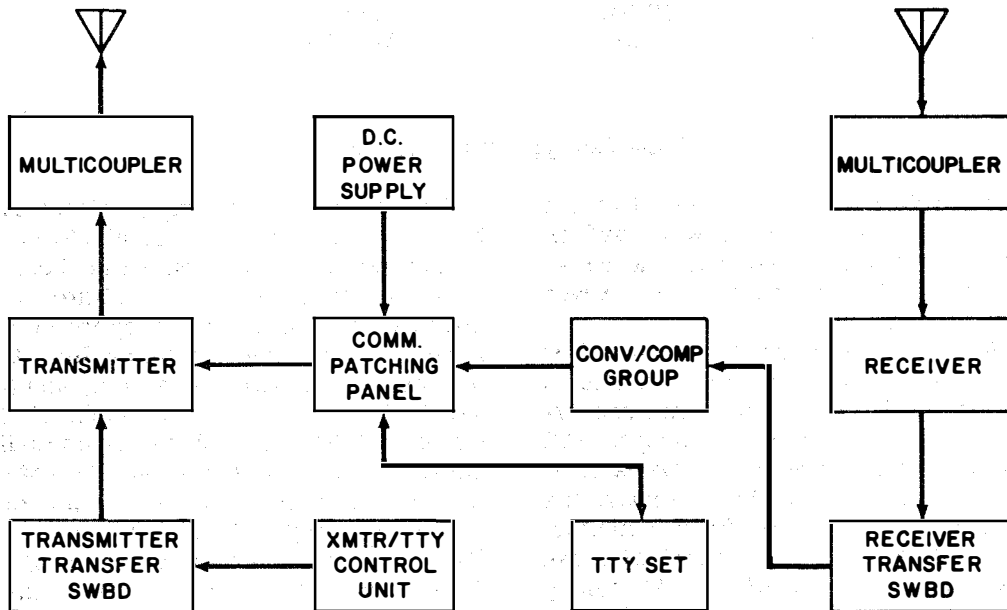 MULTICOUPLER
D.C.
POWER
SUPPLY
MULTICOUPLER
TRANSMITTER
COMM.
PATCHING
PANEL
CONV/COMP
GROUP
RECEIVER
TRANSMITTER
TRANSFER
SWBD
XMTR/TTY
CONTROL
UNIT
TTY SET
RECEIVER
TRANSFER
SWBD